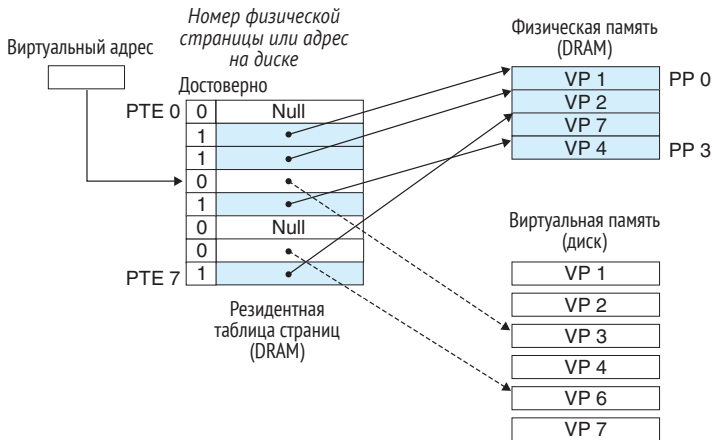 Виртуальный адрес
Номер физической
страницы или адрес
на диске
Достоверно
PTE 0 0 Null
1
1
0
1
0 Null
0
PTE 7 1
Резидентная
таблица страниц
(DRAM)
Физическая память
(DRAM)
VP 1 PP 0
VP 2
VP 7
VP 4 PP 3
Виртуальная память
(диск)
VP 1
VP 2
VP 3
VP 4
VP 6
VP 7